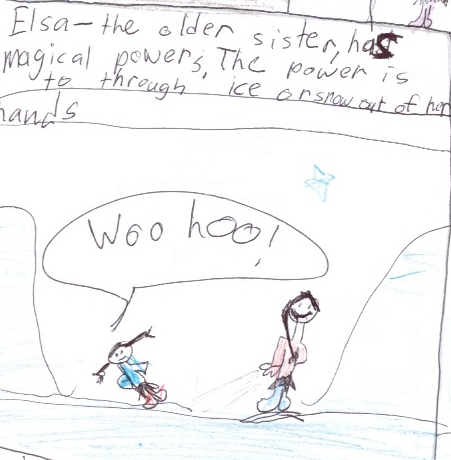 Elsa- the older sister, has
magical powers, The power is
to through ice or snow out of her
hands
Woo hoo!